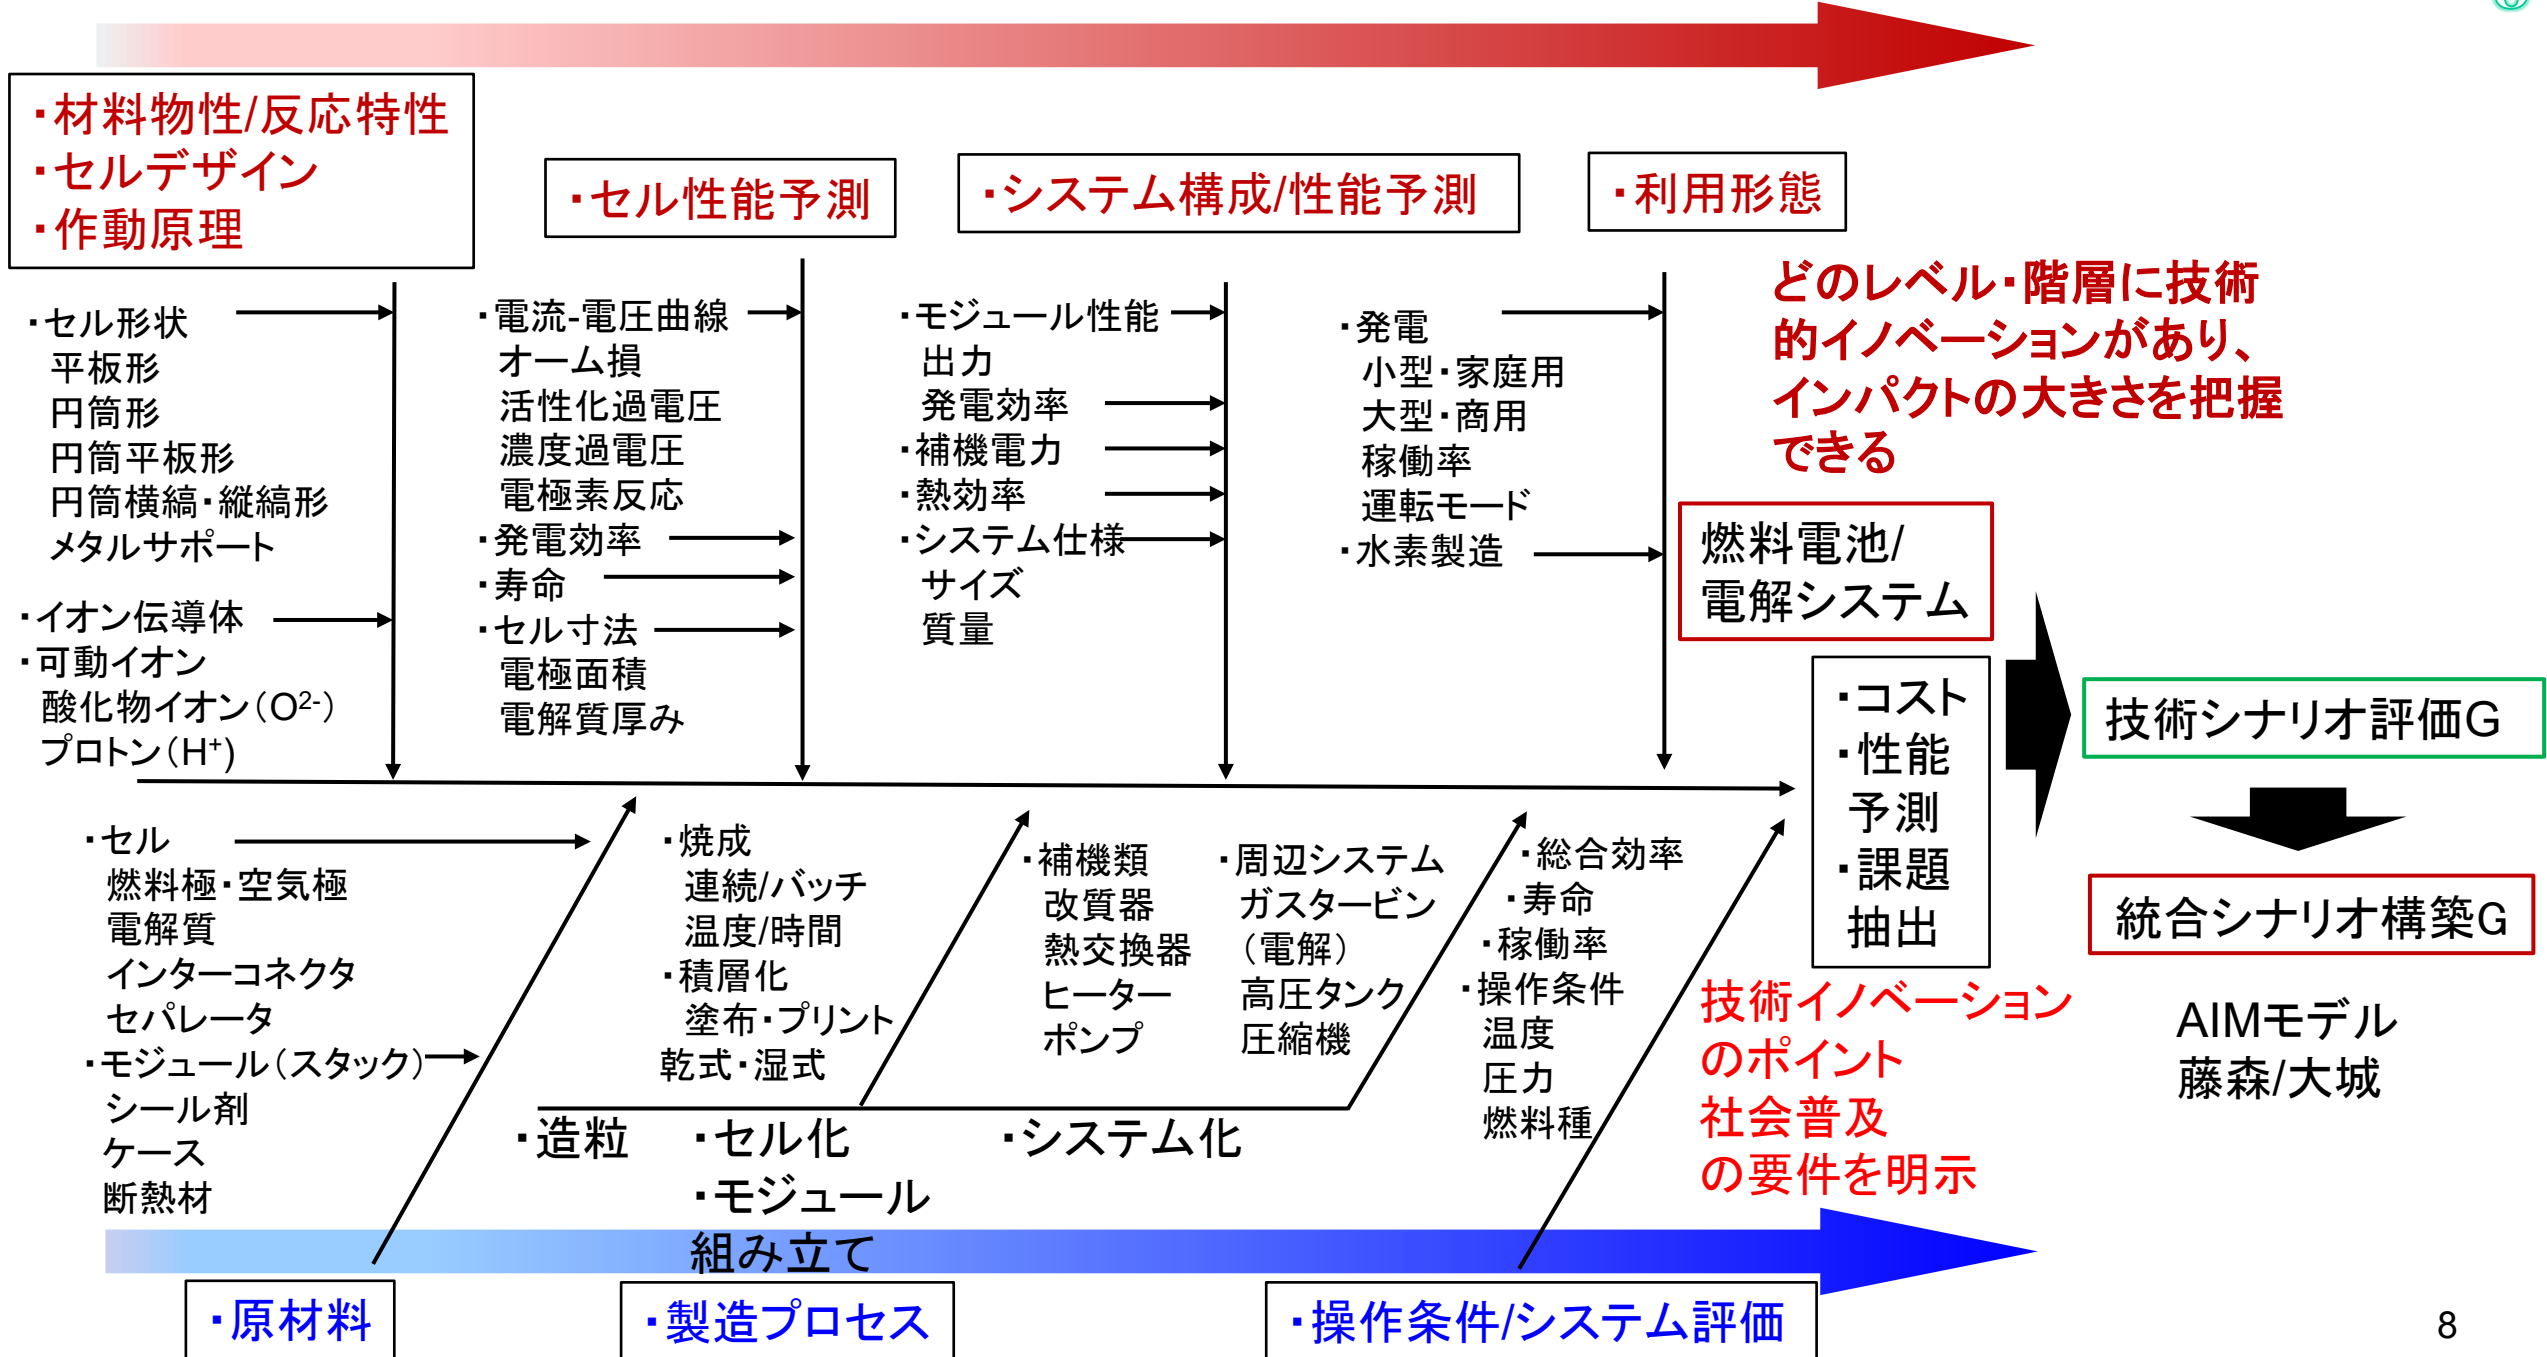 ・材料物性/反応特性
・セルデザイン
・作動原理
・セル性能予測
・システム構成/性能予測
・利用形態
・セル形状
平板形
円筒形
円筒平板形
円筒横縞・縦縞形
メタルサポート
・イオン伝導体
・可動イオン
酸化物イオン(O²⁻)
プロトン(H⁺)
・電流-電圧曲線
オーム損
活性化過電圧
濃度過電圧
電極素反応
・発電効率
・寿命
・セル寸法
電極面積
電解質厚み
・モジュール性能
出力
発電効率
・補機電力
・熱効率
・システム仕様
サイズ
質量
・発電
小型・家庭用
大型・商用
稼働率
運転モード
・水素製造
どのレベル・階層に技術
的イノベーションがあり、
インパクトの大きさを把握
できる
燃料電池/
電解システム
・コスト
・性能
予測
・課題
抽出
技術シナリオ評価G
統合シナリオ構築G
AIMモデル
藤森/大城
・セル
燃料極・空気極
電解質
インターコネクタ
セパレータ
・モジュール(スタック)
シール剤
ケース
断熱材
・焼成
連続/バッチ
温度/時間
・積層化
塗布・プリント
乾式・湿式
・補機類
改質器
熱交換器
ヒーター
ポンプ
・周辺システム
ガスタービン
(電解)
高圧タンク
圧縮機
・総合効率
・寿命
・稼働率
・操作条件
温度
圧力
燃料種
技術イノベーション
のポイント
社会普及
の要件を明示
・造粒
・セル化
・モジュール
組み立て
・システム化
・原材料
・製造プロセス
・操作条件/システム評価
8